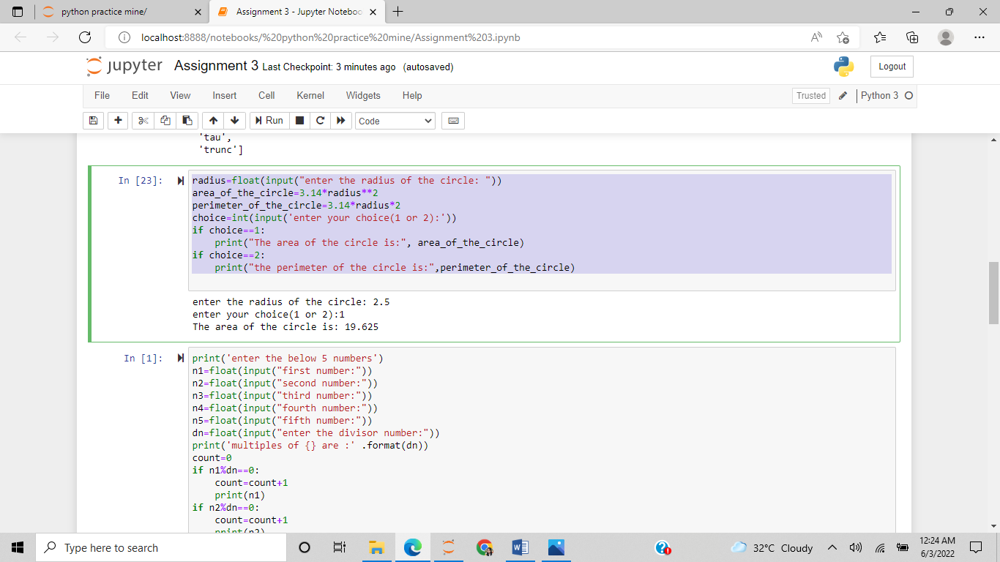 python practice mine/
Assignment 3 - Jupyter Noteboo
localhost:8888/notebooks/%20python%20practice%20mine/Assignment%203.ipynb
jupyter Assignment 3 Last Checkpoint: 3 minutes ago (autosaved)
Logout
File Edit View Insert Cell Kernel Widgets Help
Trusted Python 3
Run Code
'tau',
'trunc']
In [23]:
radius=float(input("enter the radius of the circle: "))
area_of_the_circle=3.14*radius**2
perimeter_of_the_circle=3.14*radius*2
choice=int(input('enter your choice(1 or 2):'))
if choice==1:
    print("The area of the circle is:", area_of_the_circle)
if choice==2:
    print("the perimeter of the circle is:",perimeter_of_the_circle)
enter the radius of the circle: 2.5
enter your choice(1 or 2):1
The area of the circle is: 19.625
In [1]:
print('enter the below 5 numbers')
n1=float(input("first number:"))
n2=float(input("second number:"))
n3=float(input("third number:"))
n4=float(input("fourth number:"))
n5=float(input("fifth number:"))
dn=float(input("enter the divisor number:"))
print('multiples of {} are :' .format(dn))
count=0
if n1%dn==0:
    count=count+1
    print(n1)
if n2%dn==0:
    count=count+1
    print(n2)
Type here to search
32°C Cloudy
12:24 AM
6/3/2022